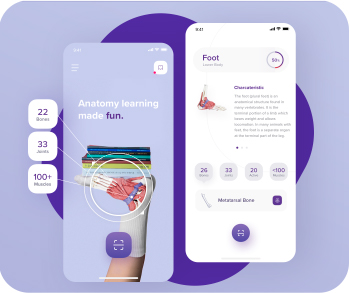 9:41
Anatomy learning
made fun.
22
Bones
33
Joints
100+
Muscles
9:41
Foot
Lower Body
50%
Characteristic
The foot (plural feet) is an
anatomical structure found in
many vertebrates. It is the
terminal portion of a limb which
bears weight and allows
locomotion. In many animals with
feet, the foot is a separate organ
at the terminal part of the leg
26
Bones
33
Joints
20
<100
Muscles
Metatarsal Bone